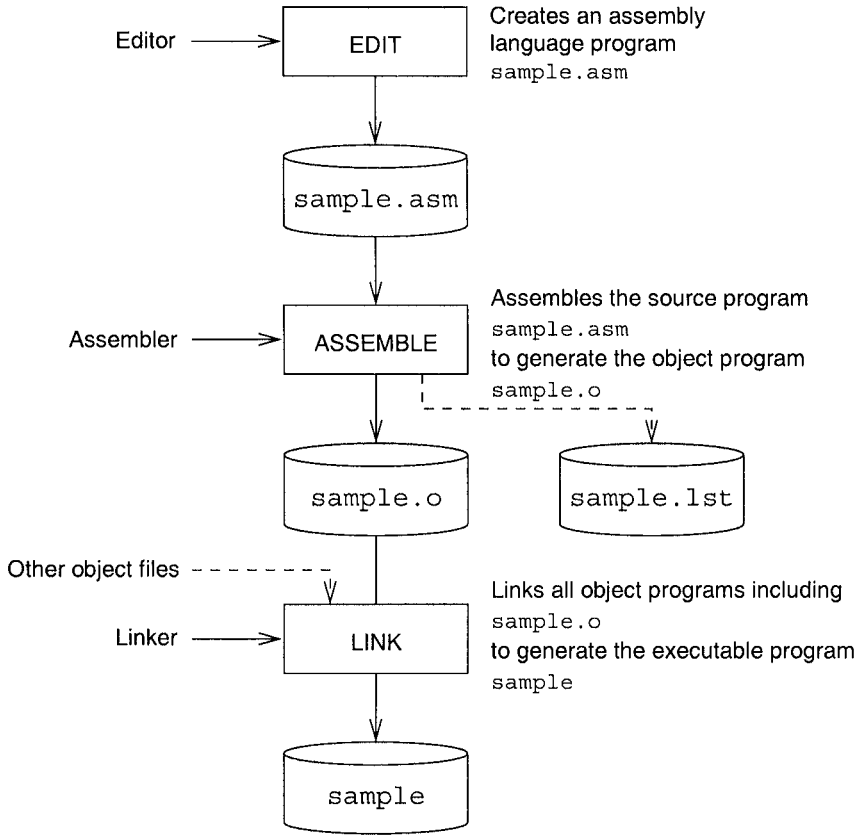 Creates an assembly
language program
sample.asm
Editor
EDIT
sample.asm
Assembles the source program
sample.asm
to generate the object program
sample.o
Assembler
ASSEMBLE
sample.o
sample.lst
Other object files
Links all object programs including
sample.o
to generate the executable program
sample
Linker
LINK
sample